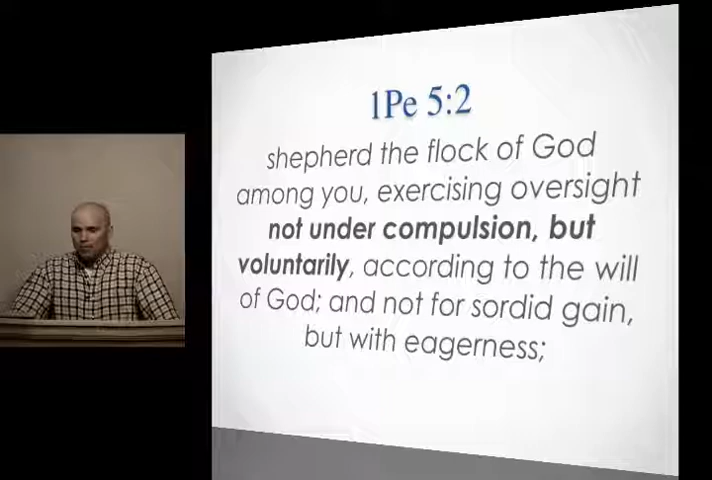 1Pe 5:2
shepherd the flock of God
among you, exercising oversight
not under compulsion, but
voluntarily, according to the will
of God; and not for sordid gain,
but with eagerness;